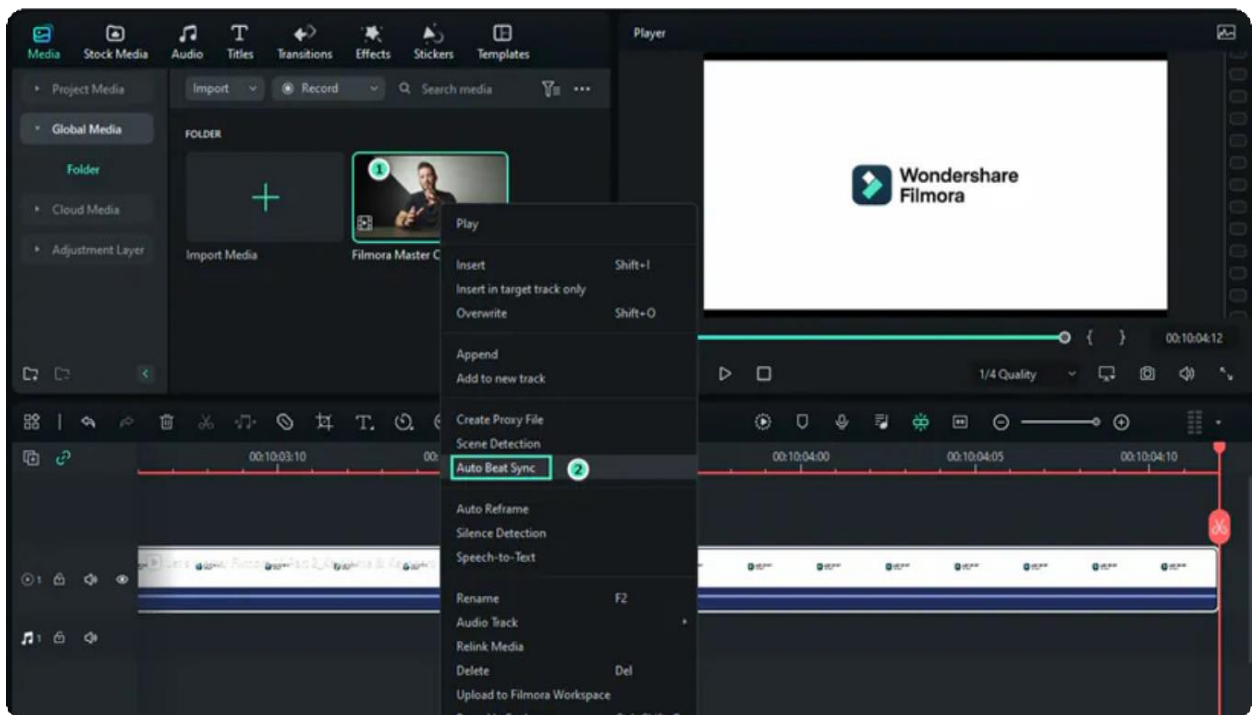 Player
Media Stock Media Audio Titles Transitions Effects Stickers Templates
Project Media
Import Record Search media
Global Media
FOLDER
Folder
1
Cloud Media
Adjustment Layer
Import Media
Filmora Master C
Wondershare
Filmora
Play
Insert Shift+I
Insert in target track only
Overwrite Shift+O
Append
Add to new track
Create Proxy File
Scene Detection
Auto Beat Sync 2
Auto Reframe
Silence Detection
Speech-to-Text
Rename F2
Audio Track
Relink Media
Delete Del
Upload to Filmora Workspace
{ } 00:10:04:12
1/4 Quality
00:10:03:10 00: 00:10:04:00 00:10:04:05 00:10:04:10
1
1